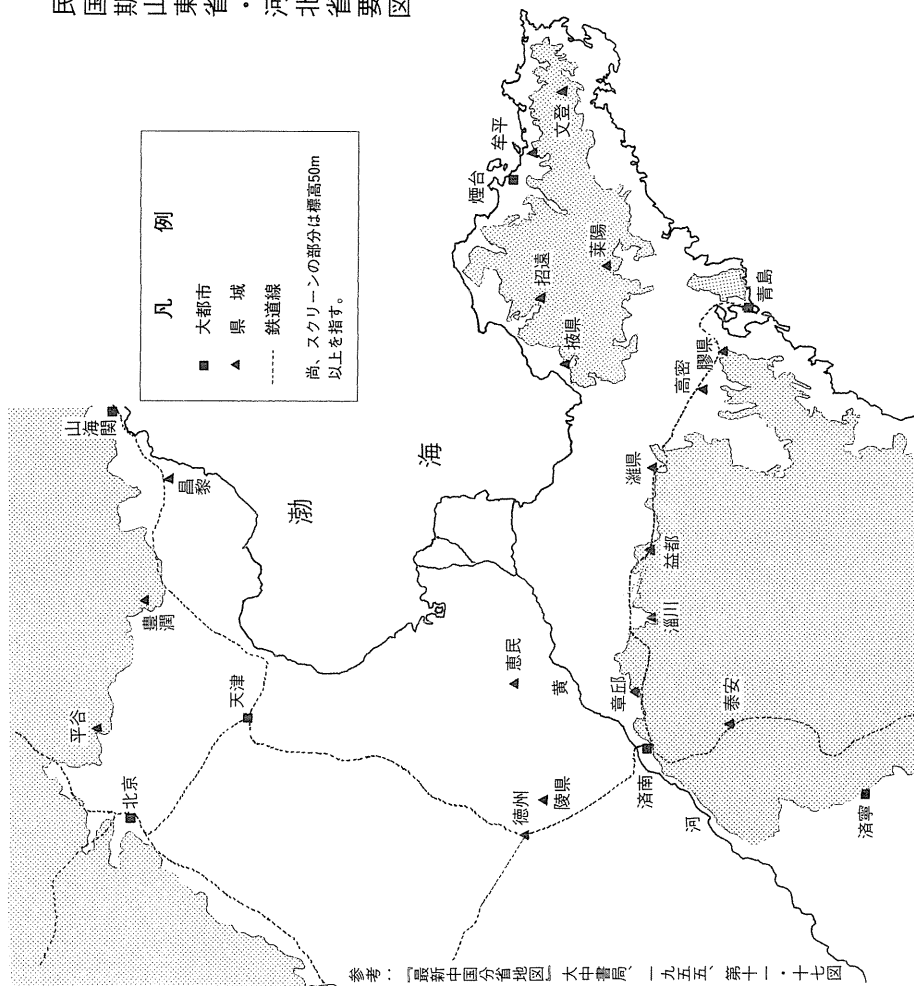 民国期山東省・河北省要図
凡 例
大都市
県 城
鉄道線
尚、スクリーンの部分は標高50m
以上を指す。
山海関
昌黎
豊潤
平谷
北京
天津
渤 海
徳州
陵県
恵民
黄
河
済南
章邱
淄川
益都
濰県
高密
膠県
青島
泰安
済寧
掖県
招遠
萊陽
煙台
牟平
文登
参考：『最新中国分省地図』大中書局、一九五五、第十一・十七図